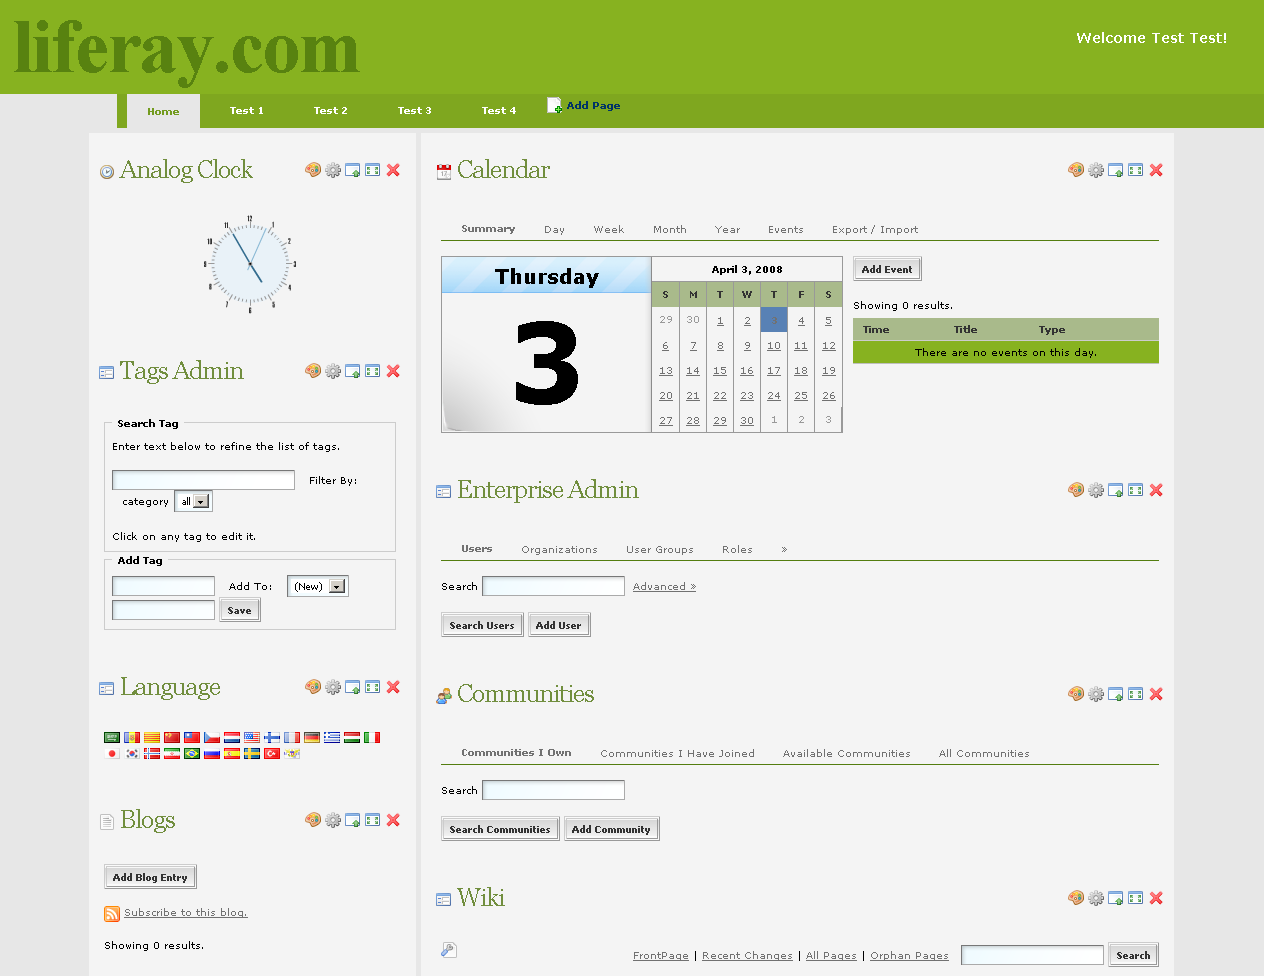 liferay.com
Welcome Test Test!
Home Test 1 Test 2 Test 3 Test 4 Add Page
Analog Clock
Tags Admin
Search Tag
Enter text below to refine the list of tags.
Filter By:
category all
Click on any tag to edit it.
Add Tag
Add To: (New)
Save
Language
Blogs
Add Blog Entry
Subscribe to this blog.
Showing 0 results.
Calendar
Summary Day Week Month Year Events Export / Import
Thursday
3
April 3, 2008
S M T W T F S
29 30 1 2 3 4 5
6 7 8 9 10 11 12
13 14 15 16 17 18 19
20 21 22 23 24 25 26
27 28 29 30 1 2 3
Add Event
Showing 0 results.
Time Title Type
There are no events on this day.
Enterprise Admin
Users Organizations User Groups Roles »
Search Advanced »
Search Users Add User
Communities
Communities I Own Communities I Have Joined Available Communities All Communities
Search
Search Communities Add Community
Wiki
FrontPage | Recent Changes | All Pages | Orphan Pages Search